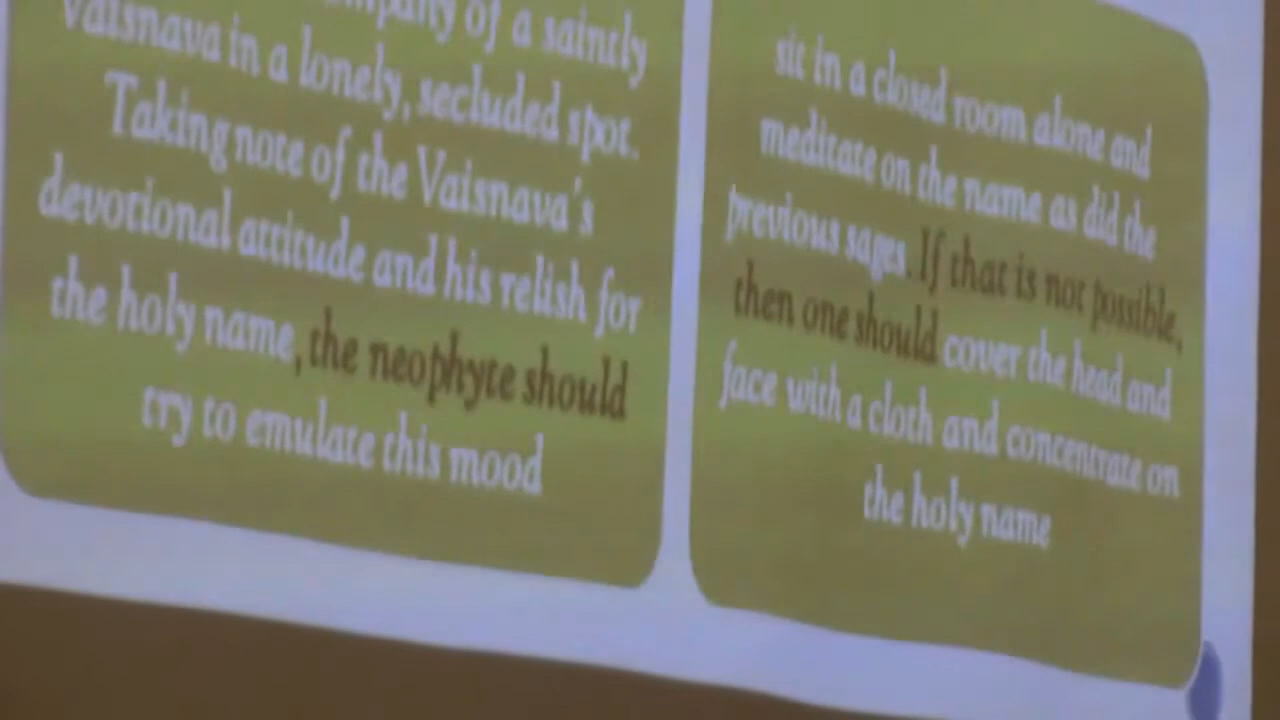 company of a saintly
Vaisnava in a lonely, secluded spot.
Taking note of the Vaisnava's
devotional attitude and his relish for
the holy name, the neophyte should
try to emulate this mood
sit in a closed room alone and
meditate on the name as did the
previous sages. If that is not possible,
then one should cover the head and
face with a cloth and concentrate on
the holy name